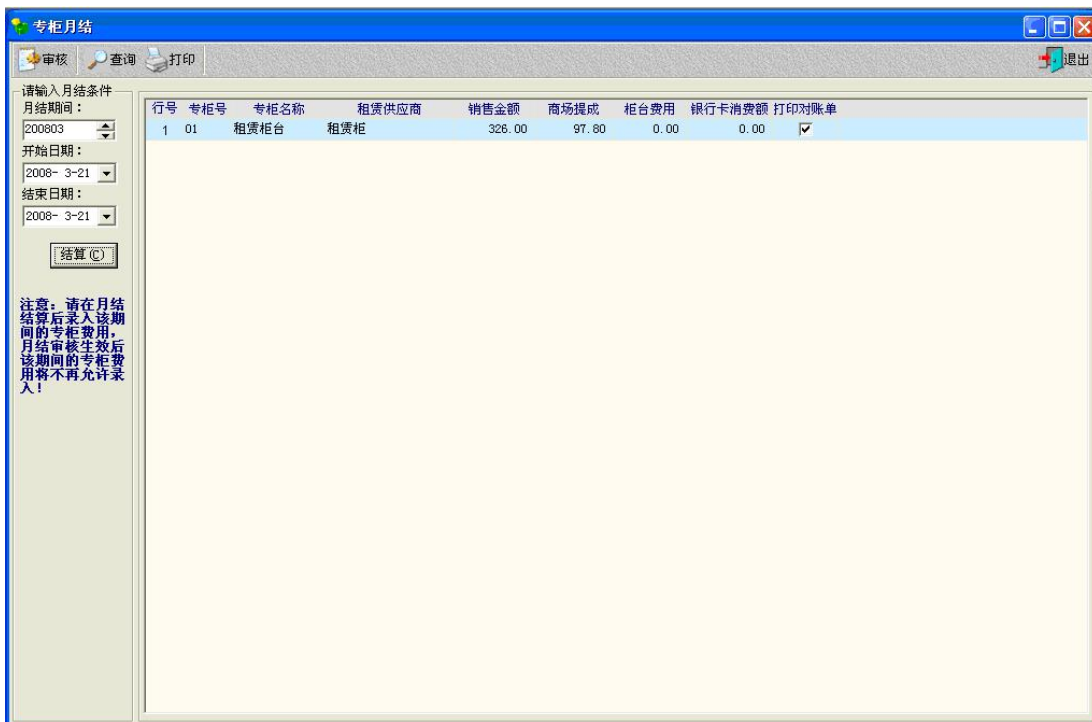 专柜月结
审核 查询 打印 退出
请输入月结条件
月结期间：
200803
开始日期：
2008- 3-21
结束日期：
2008- 3-21
结算(C)
注意：请在月结
结算后录入该期
间的专柜费用，
月结审核生效后
该期间的专柜费
用将不再允许录
入！
行号 专柜号 专柜名称 租赁供应商 销售金额 商场提成 柜台费用 银行卡消费额 打印对账单
1 01 租赁柜台 租赁柜 326.00 97.80 0.00 0.00